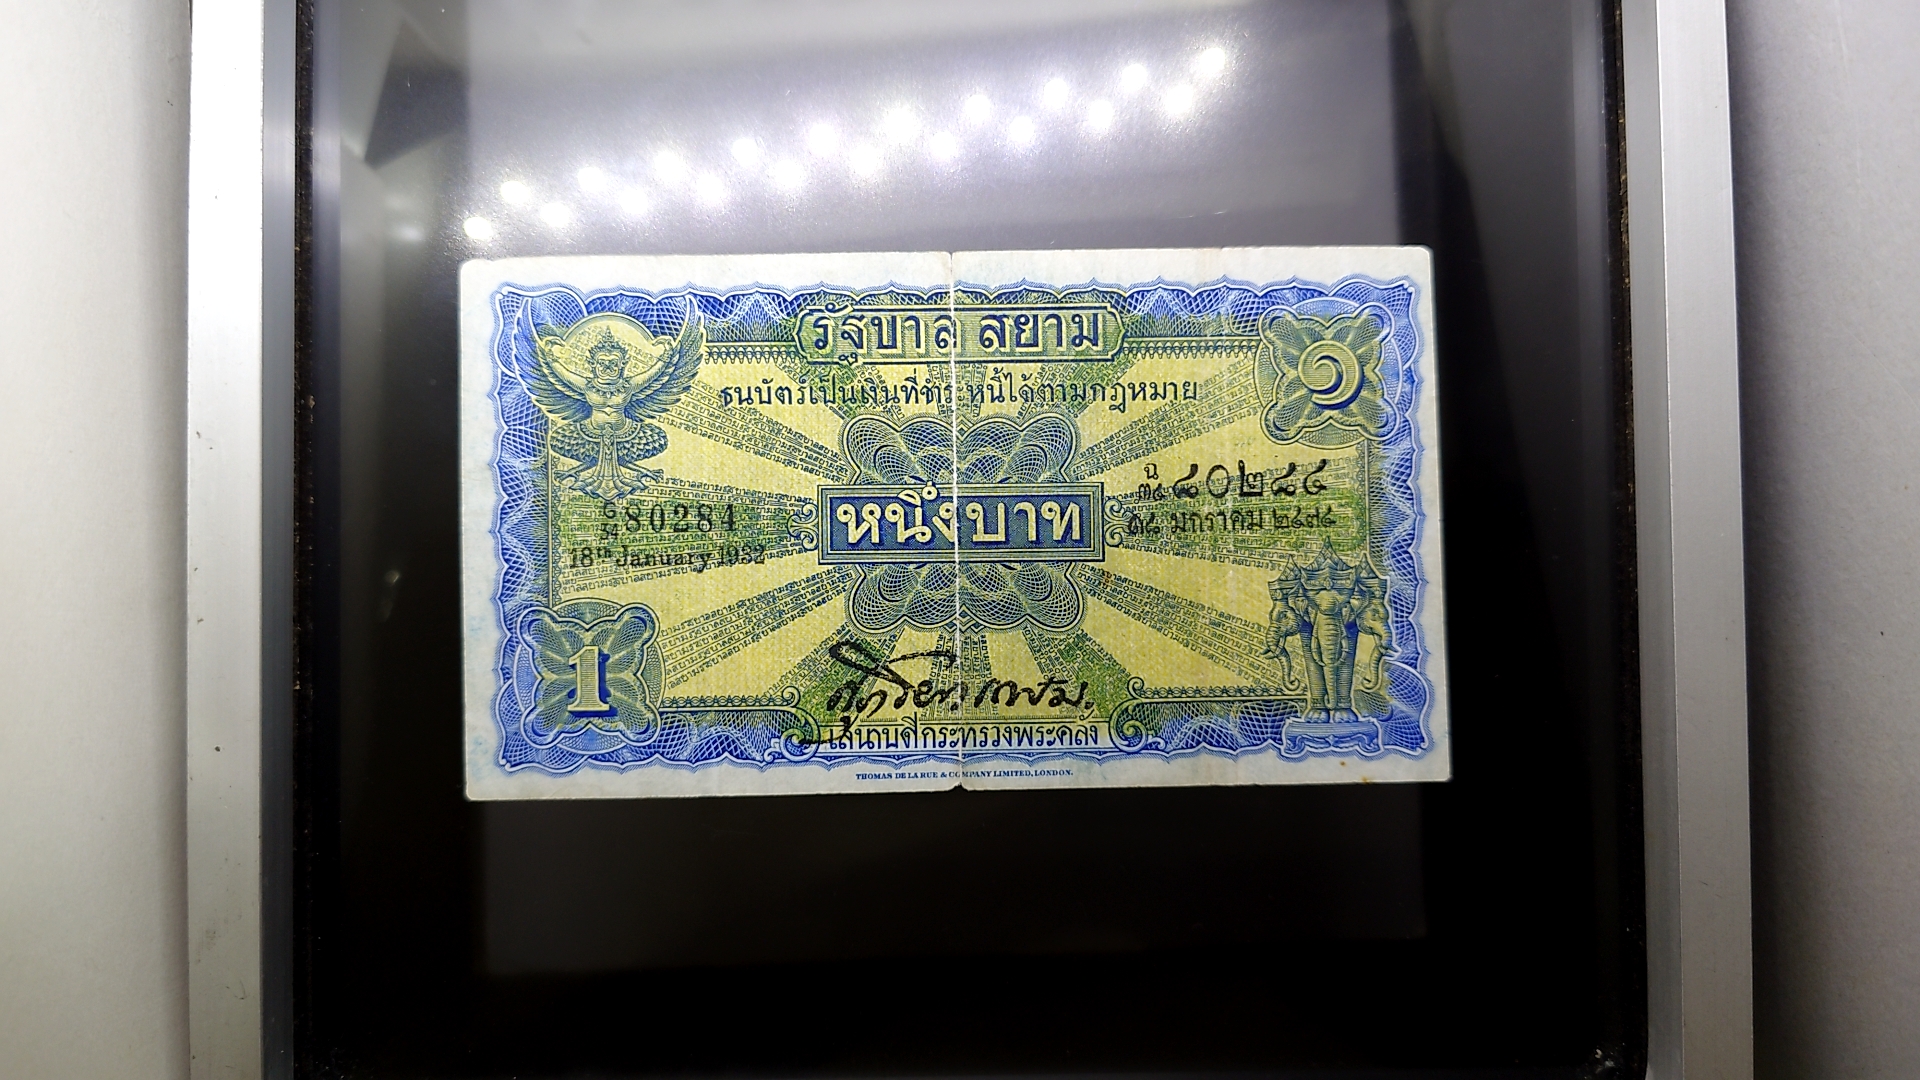 รัฐบาล สยาม
๑
ธนบัตร์เป็นเงินที่ชำระหนี้ได้ตามกฎหมาย
ฉ
๓๔ ๘๐๒๘๔
G
34 80284
หนึ่งบาท
๑๘ มกราคม ๒๔๗๔
18th January 1932
1
เสนาบดีกระทรวงพระคลัง
THOMAS DE LA RUE & COMPANY LIMITED, LONDON.